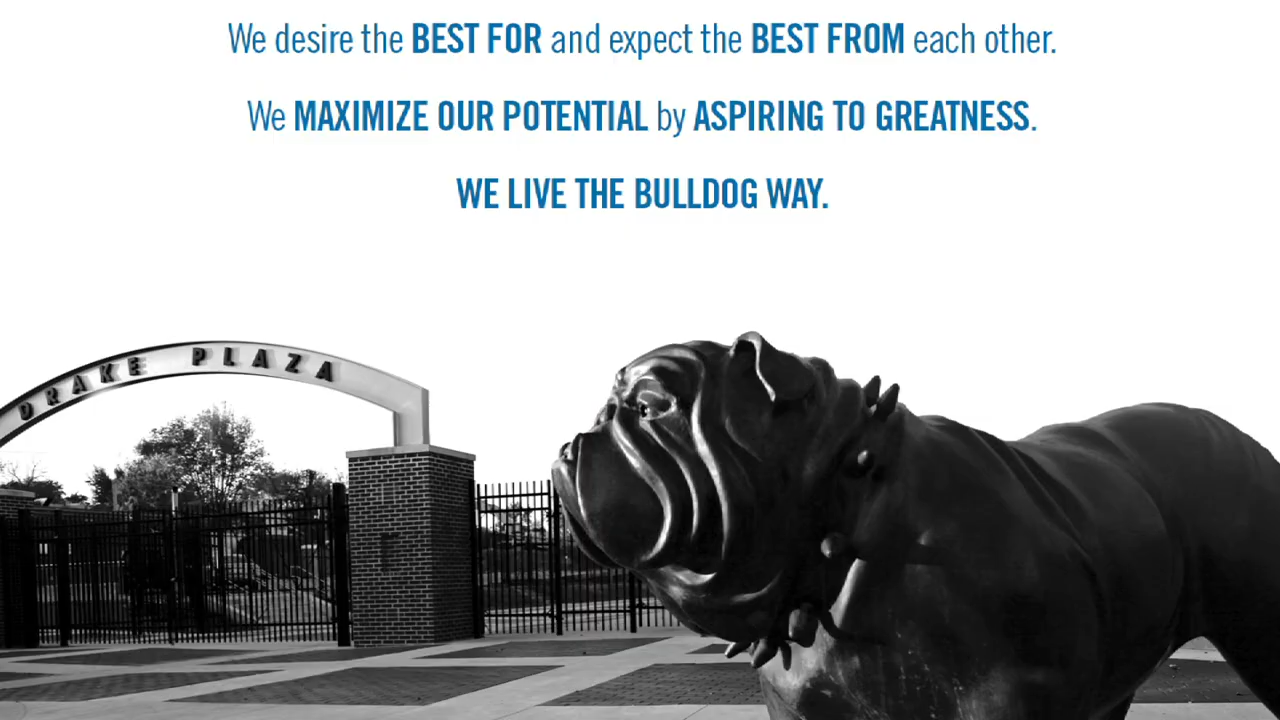 We desire the BEST FOR and expect the BEST FROM each other.
We MAXIMIZE OUR POTENTIAL by ASPIRING TO GREATNESS.
WE LIVE THE BULLDOG WAY.
DRAKE PLAZA